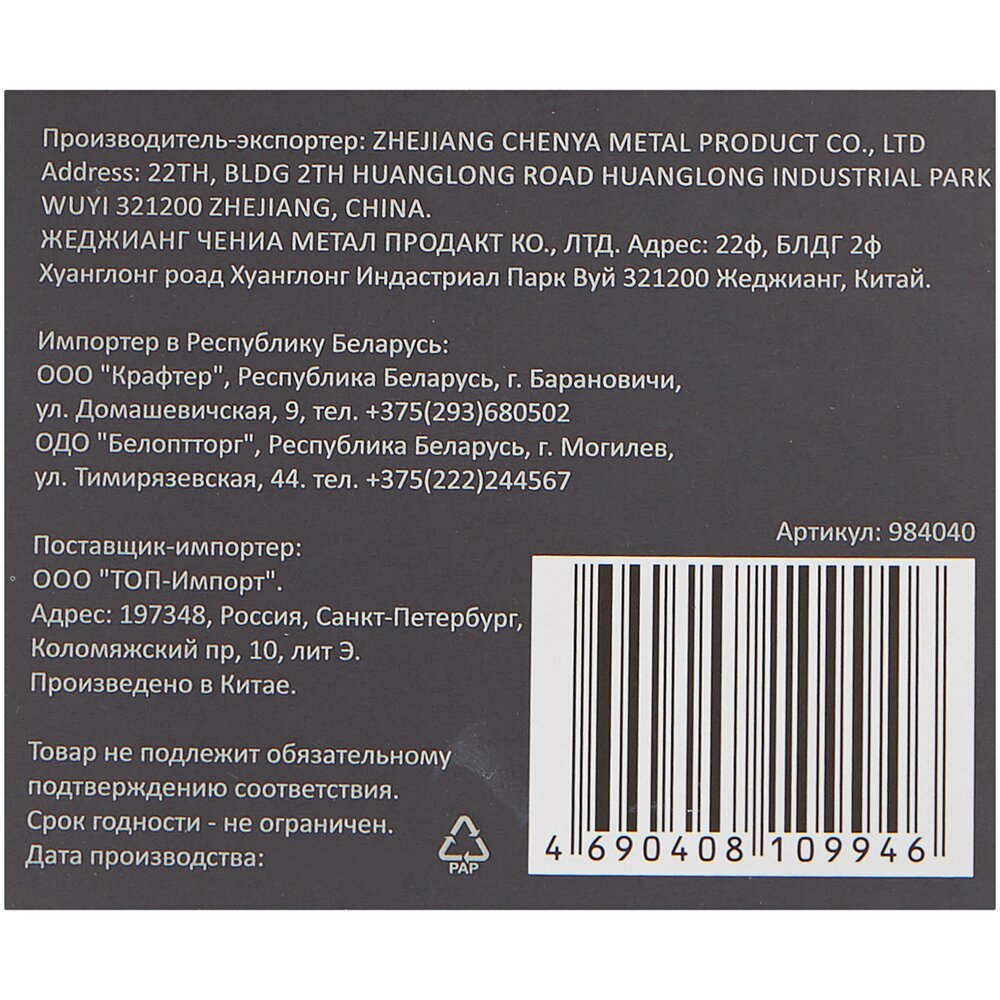 Производитель-экспортер: ZHEJIANG CHENYA METAL PRODUCT CO., LTD
Address: 22TH, BLDG 2TH HUANGLONG ROAD HUANGLONG INDUSTRIAL PARK
WUYI 321200 ZHEJIANG, CHINA.
ЖЕДЖИАНГ ЧЕНИА МЕТАЛ ПРОДАКТ КО., ЛТД. Адрес: 22ф, БЛДГ 2ф
Хуанглонг роад Хуанглонг Индастриал Парк Вуй 321200 Жеджианг, Китай.
Импортер в Республику Беларусь:
ООО "Крафтер", Республика Беларусь, г. Барановичи,
ул. Домашевичская, 9, тел. +375(293)680502
ОДО "Белоптторг", Республика Беларусь, г. Могилев,
ул. Тимирязевская, 44. тел. +375(222)244567
Поставщик-импортер:
ООО "ТОП-Импорт".
Адрес: 197348, Россия, Санкт-Петербург,
Коломяжский пр, 10, лит Э.
Произведено в Китае.
Товар не подлежит обязательному
подтверждению соответствия.
Срок годности - не ограничен.
Дата производства:
PAP
Артикул: 984040
4 690408 109946